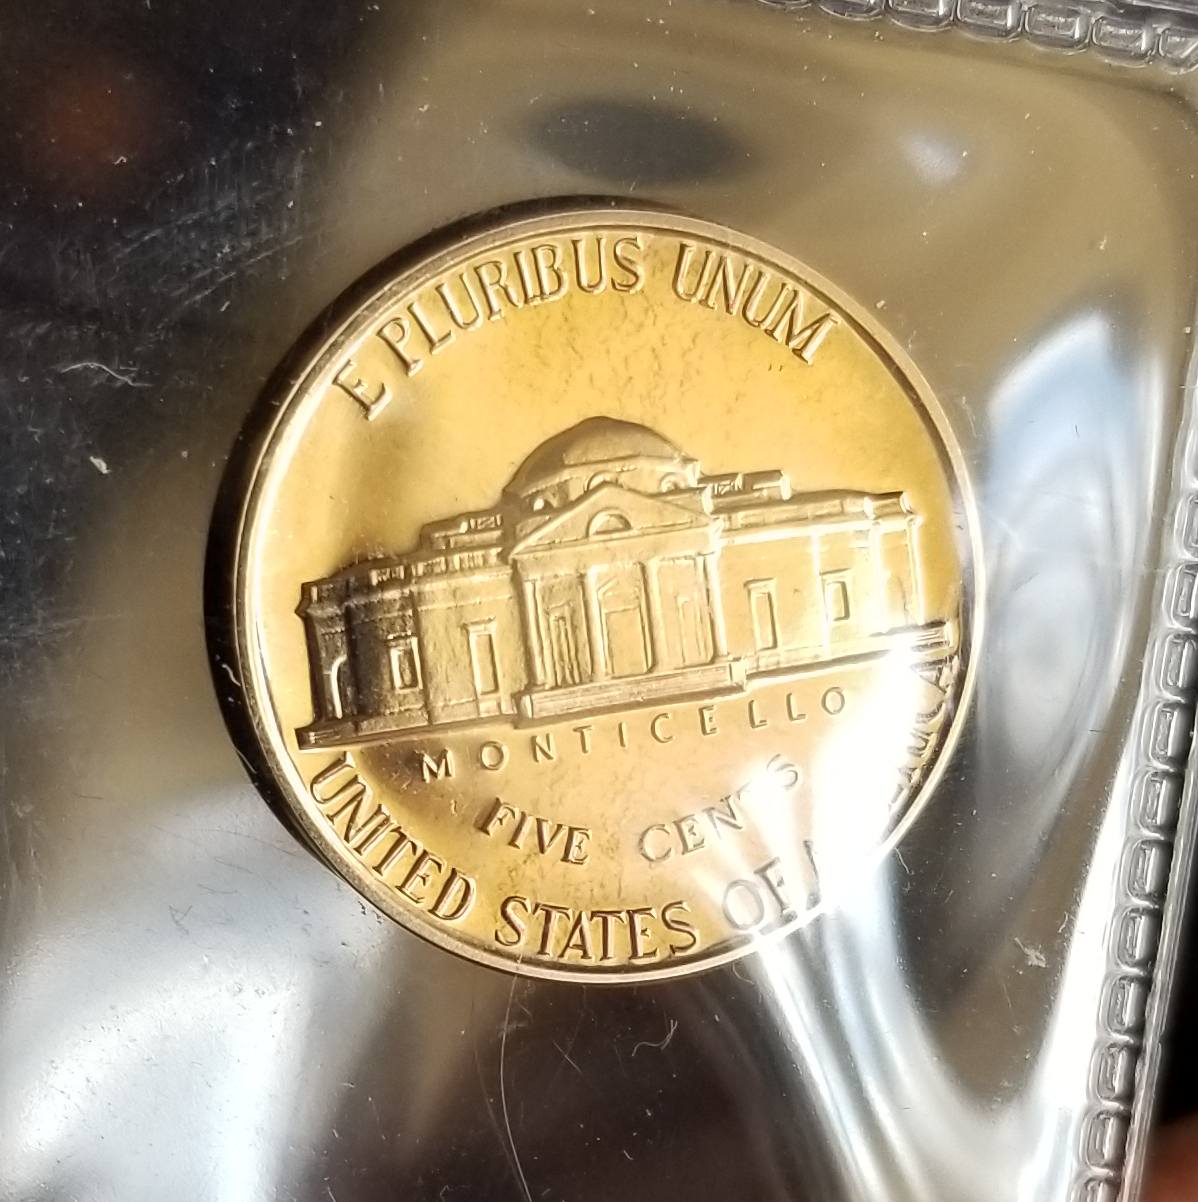 E PLURIBUS UNUM
MONTICELLO
FIVE CENTS
UNITED STATES OF